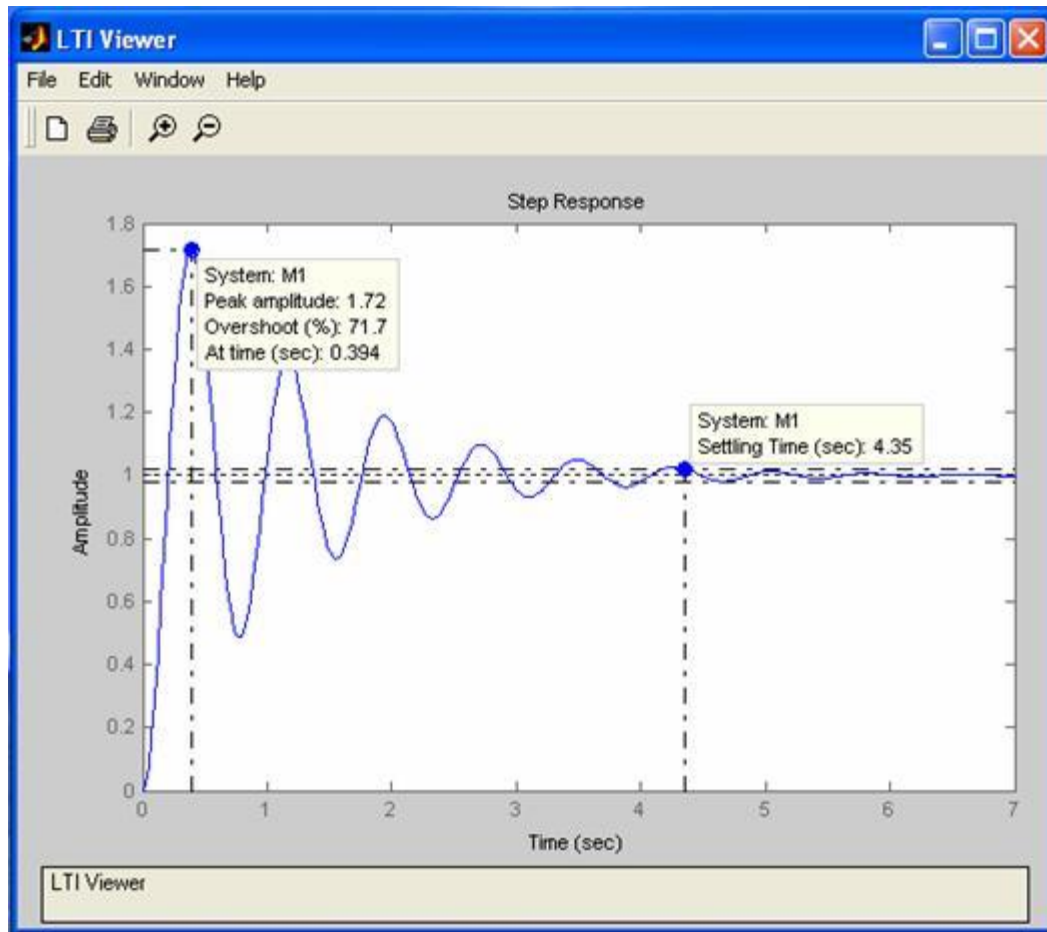 LTI Viewer
File Edit Window Help
Step Response
1.8
1.6
1.4
1.2
1
0.8
0.6
0.4
0.2
0
Amplitude
System: M1
Peak amplitude: 1.72
Overshoot (%): 71.7
At time (sec): 0.394
System: M1
Settling Time (sec): 4.35
0 1 2 3 4 5 6 7
Time (sec)
LTI Viewer